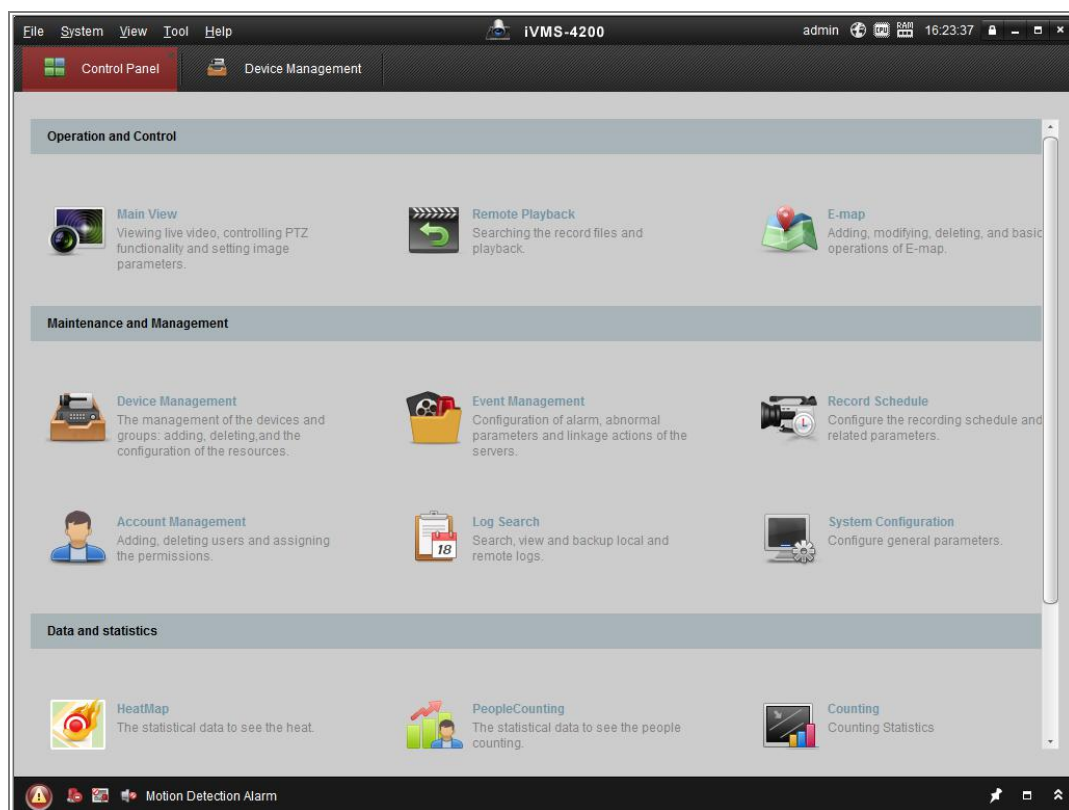 File System View Tool Help iVMS-4200 admin CPU RAM 16:23:37
Control Panel Device Management
Operation and Control
Main View
Viewing live video, controlling PTZ
functionality and setting image
parameters.
Remote Playback
Searching the record files and
playback.
E-map
Adding, modifying, deleting, and basic
operations of E-map.
Maintenance and Management
Device Management
The management of the devices and
groups: adding, deleting,and the
configuration of the resources.
Event Management
Configuration of alarm, abnormal
parameters and linkage actions of the
servers.
Record Schedule
Configure the recording schedule and
related parameters.
Account Management
Adding, deleting users and assigning
the permissions.
Log Search
Search, view and backup local and
remote logs.
18
System Configuration
Configure general parameters.
Data and statistics
HeatMap
The statistical data to see the heat.
PeopleCounting
The statistical data to see the people
counting.
Counting
Counting Statistics
Motion Detection Alarm